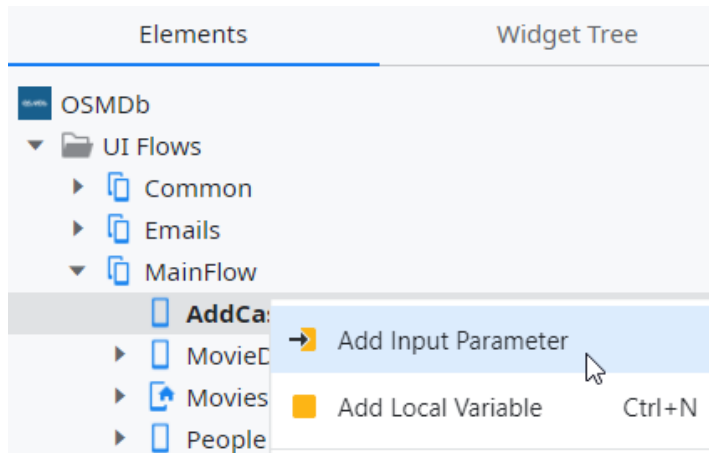 Elements Widget Tree
OSMDb
UI Flows
Common
Emails
MainFlow
AddCas
Add Input Parameter
MovieD
Movies
Add Local Variable Ctrl+N
People